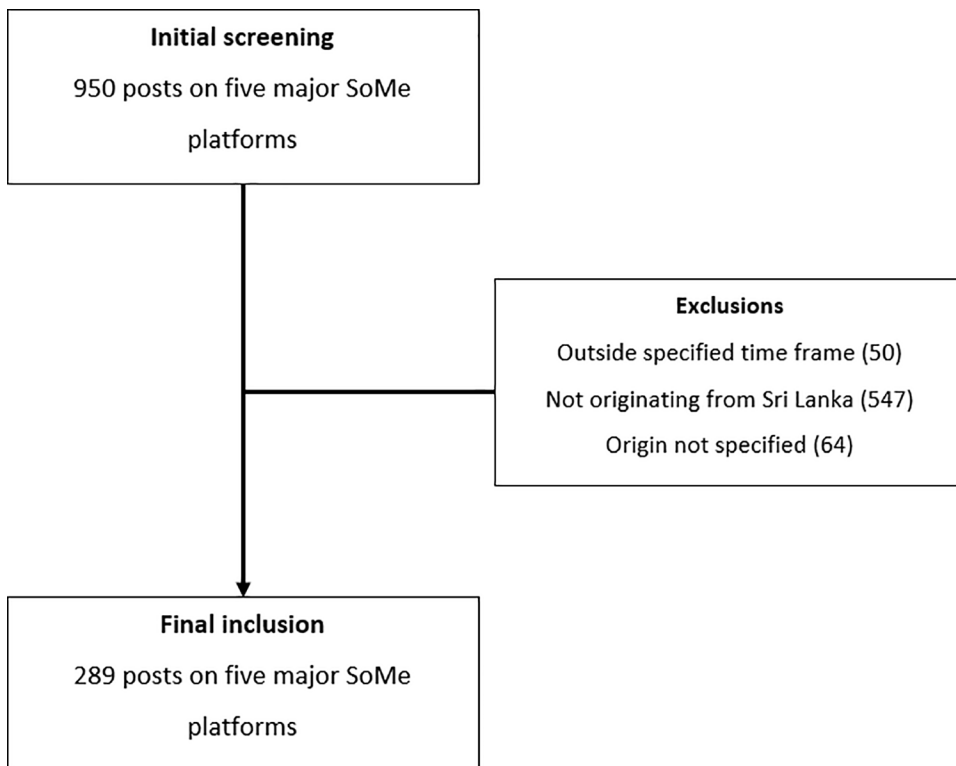 Initial screening
950 posts on five major SoMe
platforms
Exclusions
Outside specified time frame (50)
Not originating from Sri Lanka (547)
Origin not specified (64)
Final inclusion
289 posts on five major SoMe
platforms